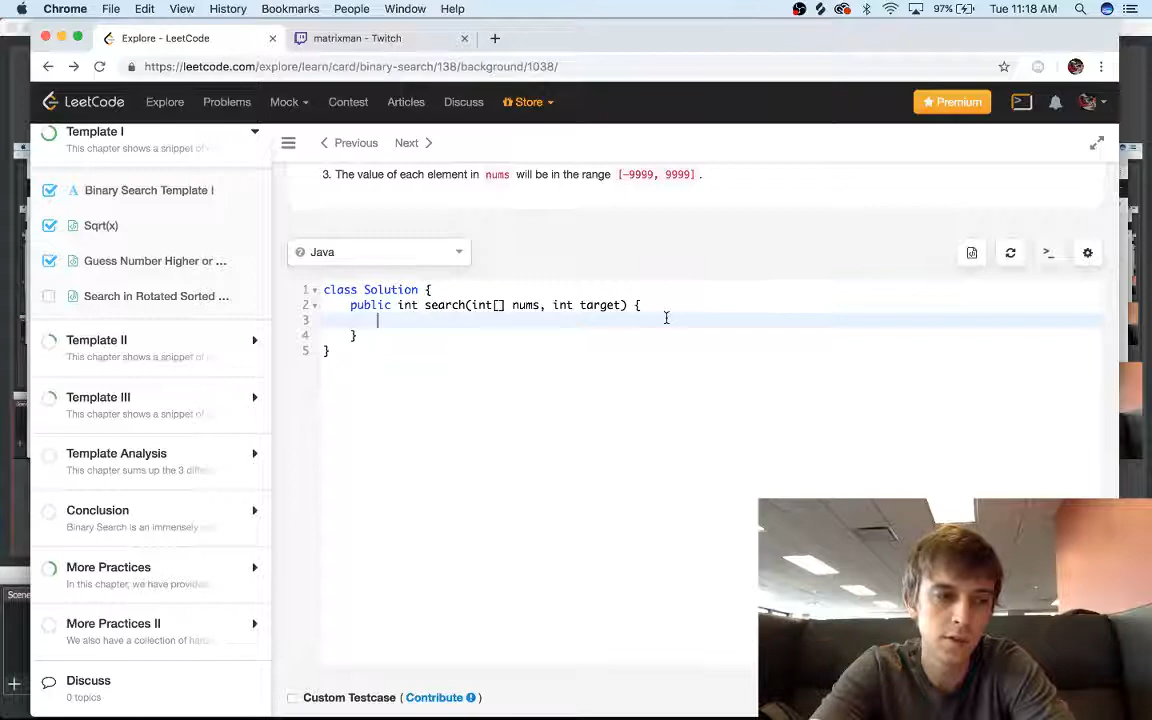 Chrome File Edit View History Bookmarks People Window Help 97% Tue 11:18 AM
Explore - LeetCode matrixman - Twitch
https://leetcode.com/explore/learn/card/binary-search/138/background/1038/
LeetCode Explore Problems Mock Contest Articles Discuss Store Premium
Template I
This chapter shows a snippet of
Previous Next
3. The value of each element in nums will be in the range [-9999, 9999] .
A Binary Search Template I
Sqrt(x)
Guess Number Higher or ...
Search in Rotated Sorted ...
Java
1 class Solution {
2 public int search(int[] nums, int target) {
3
4 }
5 }
Template II
This chapter shows a snippet of
Template III
This chapter shows a snippet of
Template Analysis
This chapter sums up the 3 differ
Conclusion
Binary Search is an immensely
More Practices
In this chapter, we have provided
More Practices II
We also have a collection of harde
Discuss
0 topics
Scene
Custom Testcase ( Contribute )